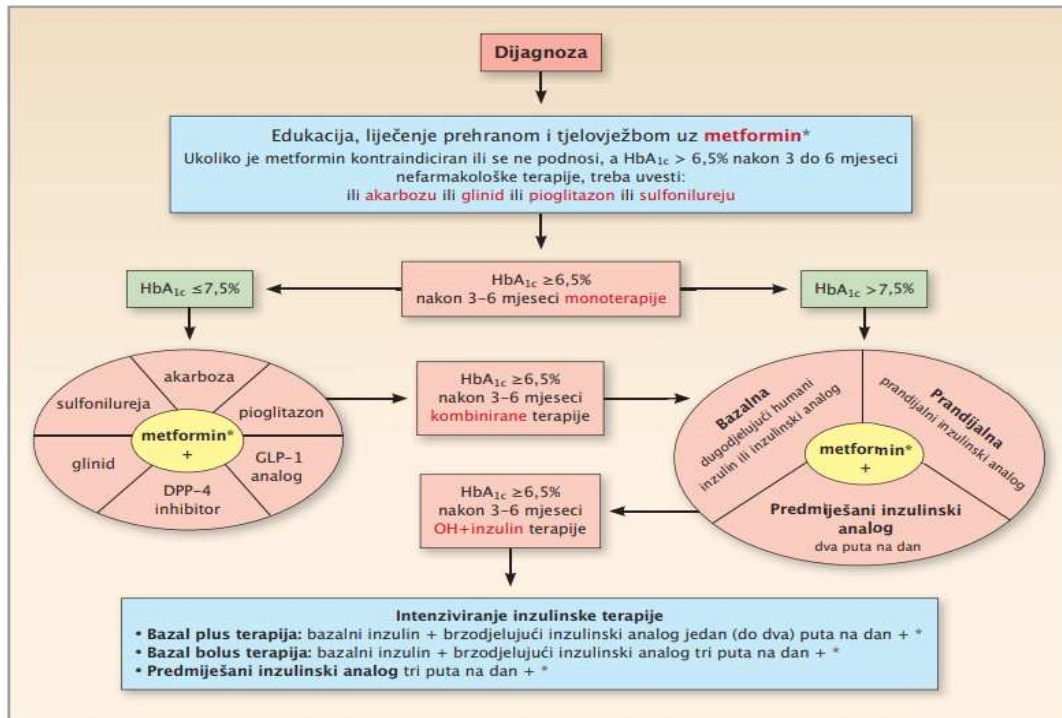 Dijagnoza
Edukacija, liječenje prehranom i tjelovježbom uz metformin*
Ukoliko je metformin kontraindiciran ili se ne podnosi, a HbA1c > 6,5% nakon 3 do 6 mjeseci
nefarmakološke terapije, treba uvesti:
ili akarbozu ili glinid ili pioglitazon ili sulfonilureju
HbA1c ≤7,5%
HbA1c ≥6,5%
nakon 3–6 mjeseci monoterapije
HbA1c >7,5%
akarboza
sulfonilureja
pioglitazon
metformin*
+
glinid
GLP-1
analog
DPP-4
inhibitor
HbA1c ≥6,5%
nakon 3–6 mjeseci
kombinirane terapije
Bazalna
dugodjelujući humani
inzulin ili inzulinski analog
Prandijalna
prandijalni inzulinski analog
metformin*
+
Predmiješani inzulinski
analog
dva puta na dan
HbA1c ≥6,5%
nakon 3–6 mjeseci
OH+inzulin terapije
Intenziviranje inzulinske terapije
• Bazal plus terapija: bazalni inzulin + brzodjelujući inzulinski analog jedan (do dva) puta na dan + *
• Bazal bolus terapija: bazalni inzulin + brzodjelujući inzulinski analog tri puta na dan + *
• Predmiješani inzulinski analog tri puta na dan + *